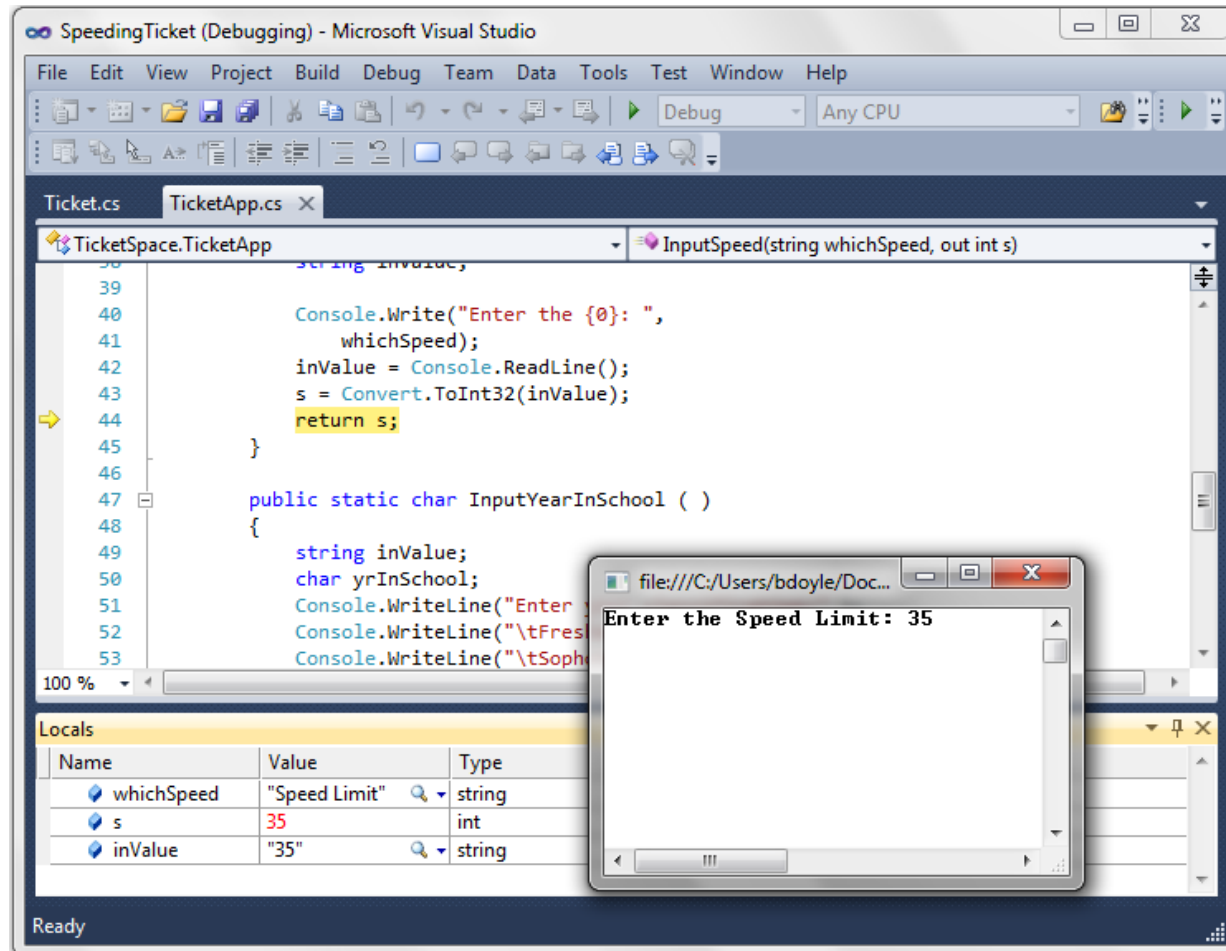 SpeedingTicket (Debugging) - Microsoft Visual Studio
File Edit View Project Build Debug Team Data Tools Test Window Help
Debug Any CPU
Ticket.cs TicketApp.cs
TicketSpace.TicketApp InputSpeed(string whichSpeed, out int s)
38 string inValue;
39
40 Console.Write("Enter the {0}: ",
41 whichSpeed);
42 inValue = Console.ReadLine();
43 s = Convert.ToInt32(inValue);
44 return s;
45 }
46
47 public static char InputYearInSchool ( )
48 {
49 string inValue;
50 char yrInSchool;
51 Console.WriteLine("Enter
52 Console.WriteLine("\tFres
53 Console.WriteLine("\tSoph
100 %
file:///C:/Users/bdoyle/Doc...
Enter the Speed Limit: 35
Locals
Name Value Type
whichSpeed "Speed Limit" string
s 35 int
inValue "35" string
Ready